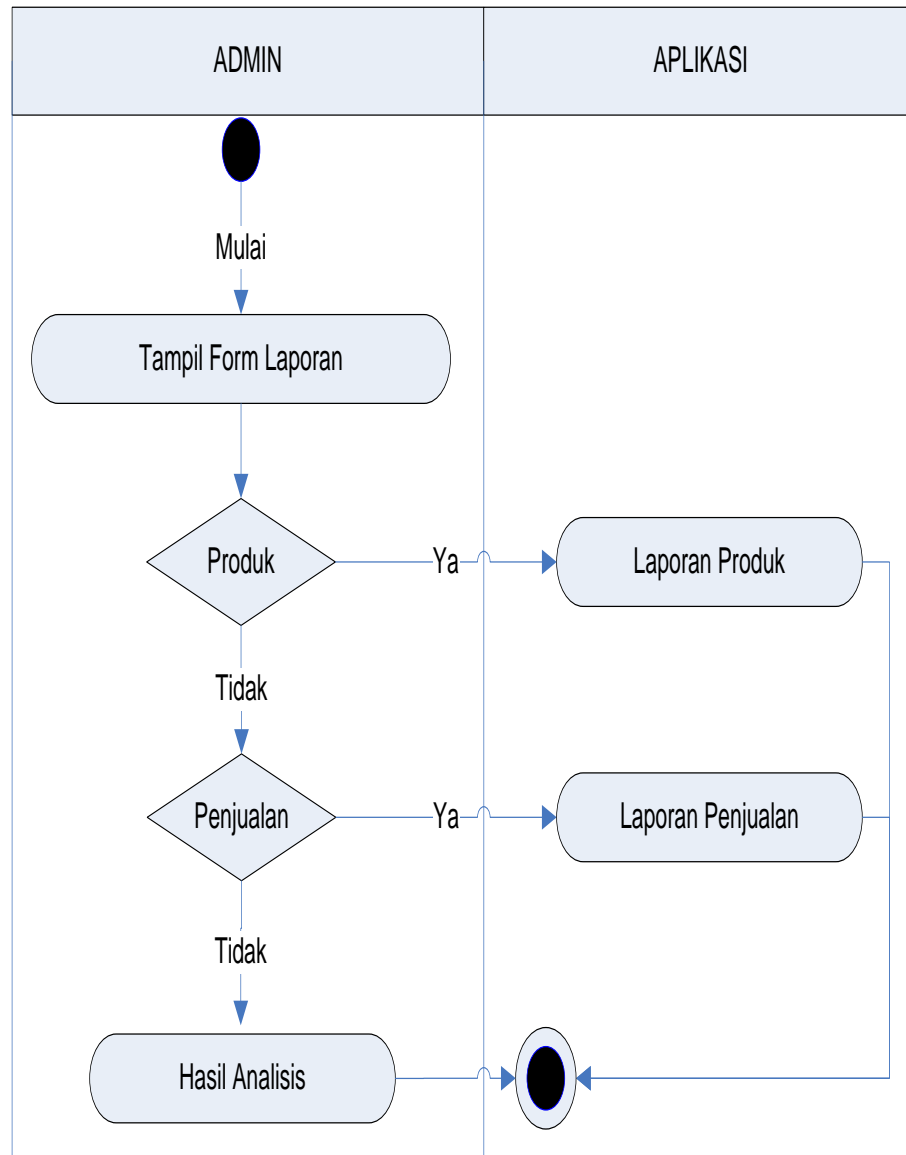 ADMIN
APLIKASI
Mulai
Tampil Form Laporan
Produk
Ya
Laporan Produk
Tidak
Penjualan
Ya
Laporan Penjualan
Tidak
Hasil Analisis